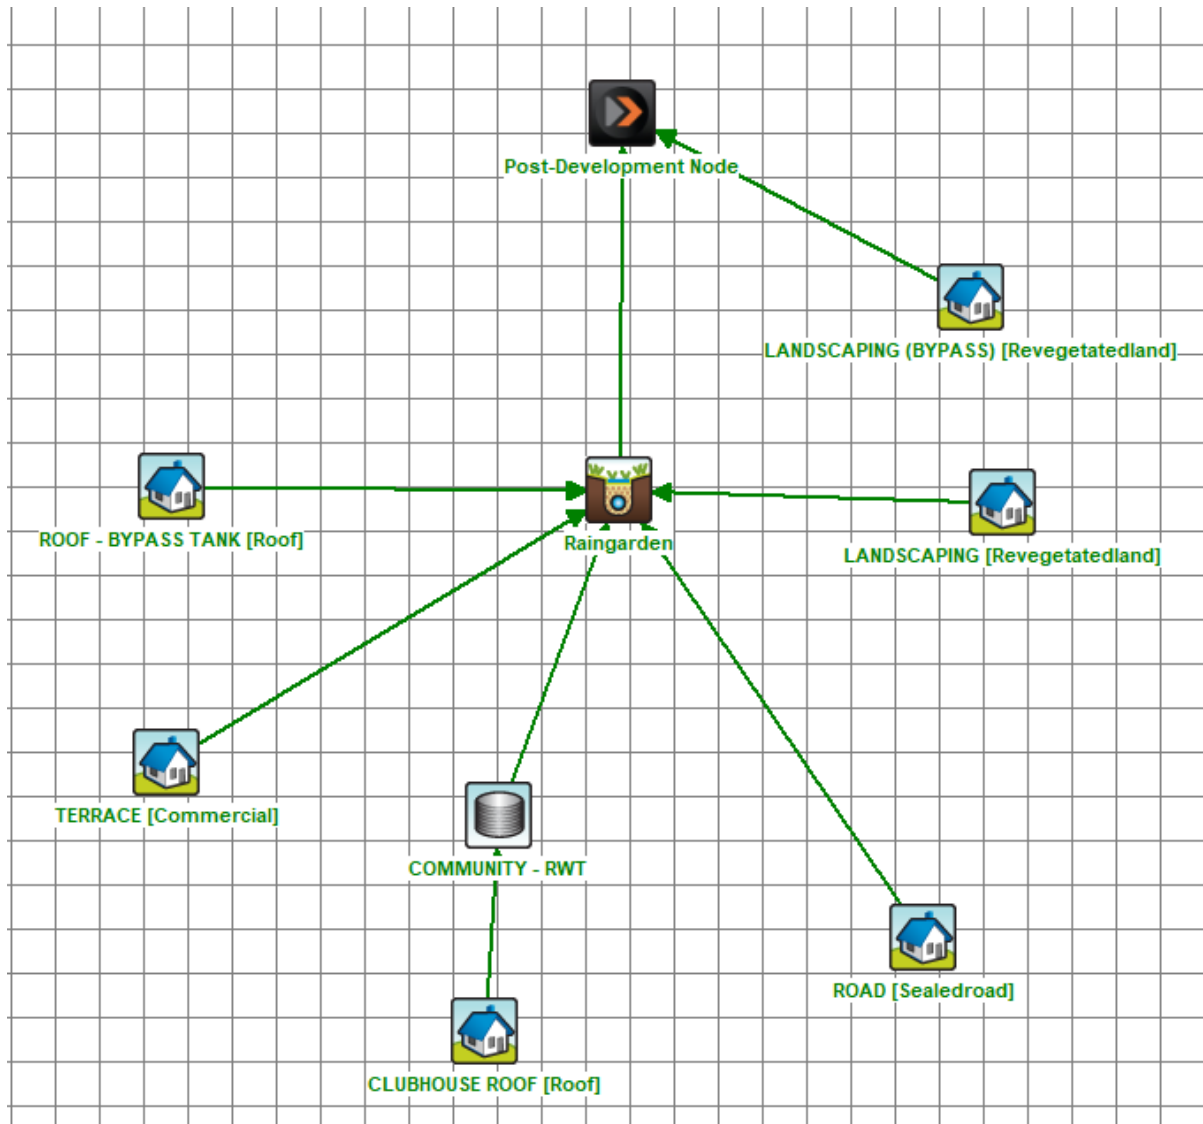 Post-Development Node
LANDSCAPING (BYPASS) [Revegetatedland]
ROOF - BYPASS TANK [Roof]
Raingarden
LANDSCAPING [Revegetatedland]
TERRACE [Commercial]
COMMUNITY - RWT
ROAD [Sealedroad]
CLUBHOUSE ROOF [Roof]